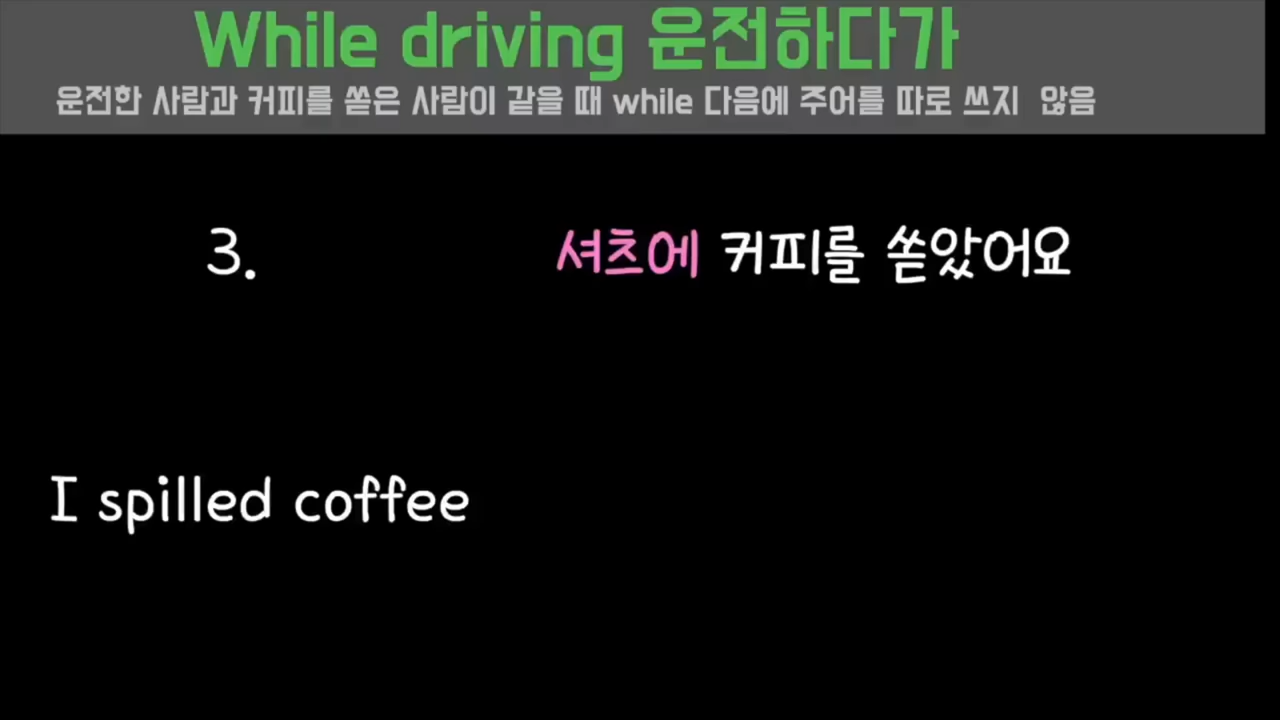 While driving 운전하다가
운전한 사람과 커피를 쏟은 사람이 같을 때 while 다음에 주어를 따로 쓰지 않음
3. 셔츠에 커피를 쏟았어요
I spilled coffee